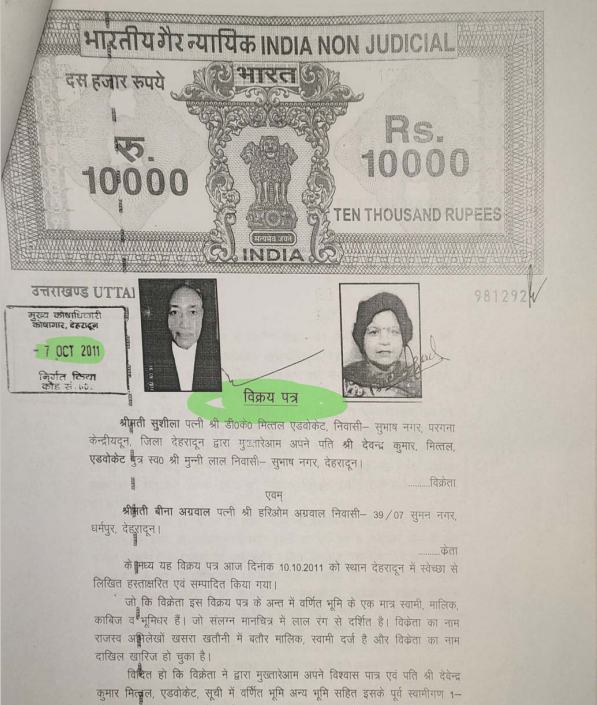 भारतीय गैर न्यायिक INDIA NON JUDICIAL
दस हजार रुपये
भारत
रु.
10000
Rs.
10000
TEN THOUSAND RUPEES
सत्यमेव जयते
INDIA
उत्तराखण्ड UTTA
981292
मुख्य कोषाधिकारी
कोषागार, देहरादून
- 7 OCT 2011
निर्गत किया
कोड सं.
विक्रय पत्र
श्रीमती सुशीला पत्नी श्री डी0के0 मित्तल एडवोकेट, निवासी– सुभाष नगर, परगना
केन्द्रीयदून, जिला देहरादून द्वारा मुख्तारेआम अपने पति श्री देवन्द्र कुमार, मित्तल,
एडवोकेट पुत्र स्व0 श्री मुन्नी लाल निवासी– सुभाष नगर, देहरादून।
..........विक्रेता
एवम्
श्रीमती बीना अग्रवाल पत्नी श्री हरिओम अग्रवाल निवासी– 39/07 सुमन नगर,
धर्मपुर, देहरादून।
..........क्रेता
के मध्य यह विक्रय पत्र आज दिनांक 10.10.2011 को स्थान देहरादून में स्वेच्छा से
लिखित हस्ताक्षरित एवं सम्पादित किया गया।
जो कि विक्रेता इस विक्रय पत्र के अन्त में वर्णित भूमि के एक मात्र स्वामी, मालिक,
काबिज व भूमिधर हैं। जो संलग्न मानचित्र में लाल रंग से दर्शित है। विक्रेता का नाम
राजस्व अभिलेखों खसरा खतौनी में बतौर मालिक, स्वामी दर्ज है और विक्रेता का नाम
दाखिल खारिज हो चुका है।
विदित हो कि विक्रेता ने द्वारा मुख्तारेआम अपने विश्वास पात्र एवं पति श्री देवेन्द्र
कुमार मित्तल, एडवोकेट, सूची में वर्णित भूमि अन्य भूमि सहित इसके पूर्व स्वामीगण 1–